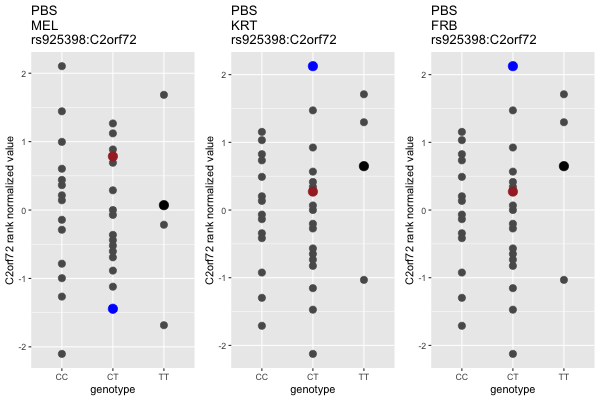 PBS
MEL
rs925398:C2orf72
C2orf72 rank normalized value
2
1
0
-1
-2
CC CT TT
genotype
PBS
KRT
rs925398:C2orf72
C2orf72 rank normalized value
2
1
0
-1
-2
CC CT TT
genotype
PBS
FRB
rs925398:C2orf72
C2orf72 rank normalized value
2
1
0
-1
-2
CC CT TT
genotype